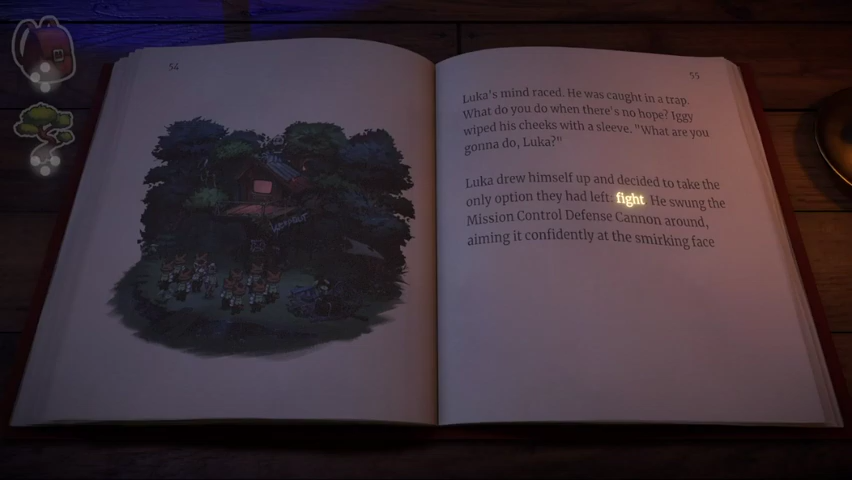 54
KEEP OUT
55
Luka's mind raced. He was caught in a trap.
What do you do when there's no hope? Iggy
wiped his cheeks with a sleeve. "What are you
gonna do, Luka?"
Luka drew himself up and decided to take the
only option they had left: fight. He swung the
Mission Control Defense Cannon around,
aiming it confidently at the smirking face